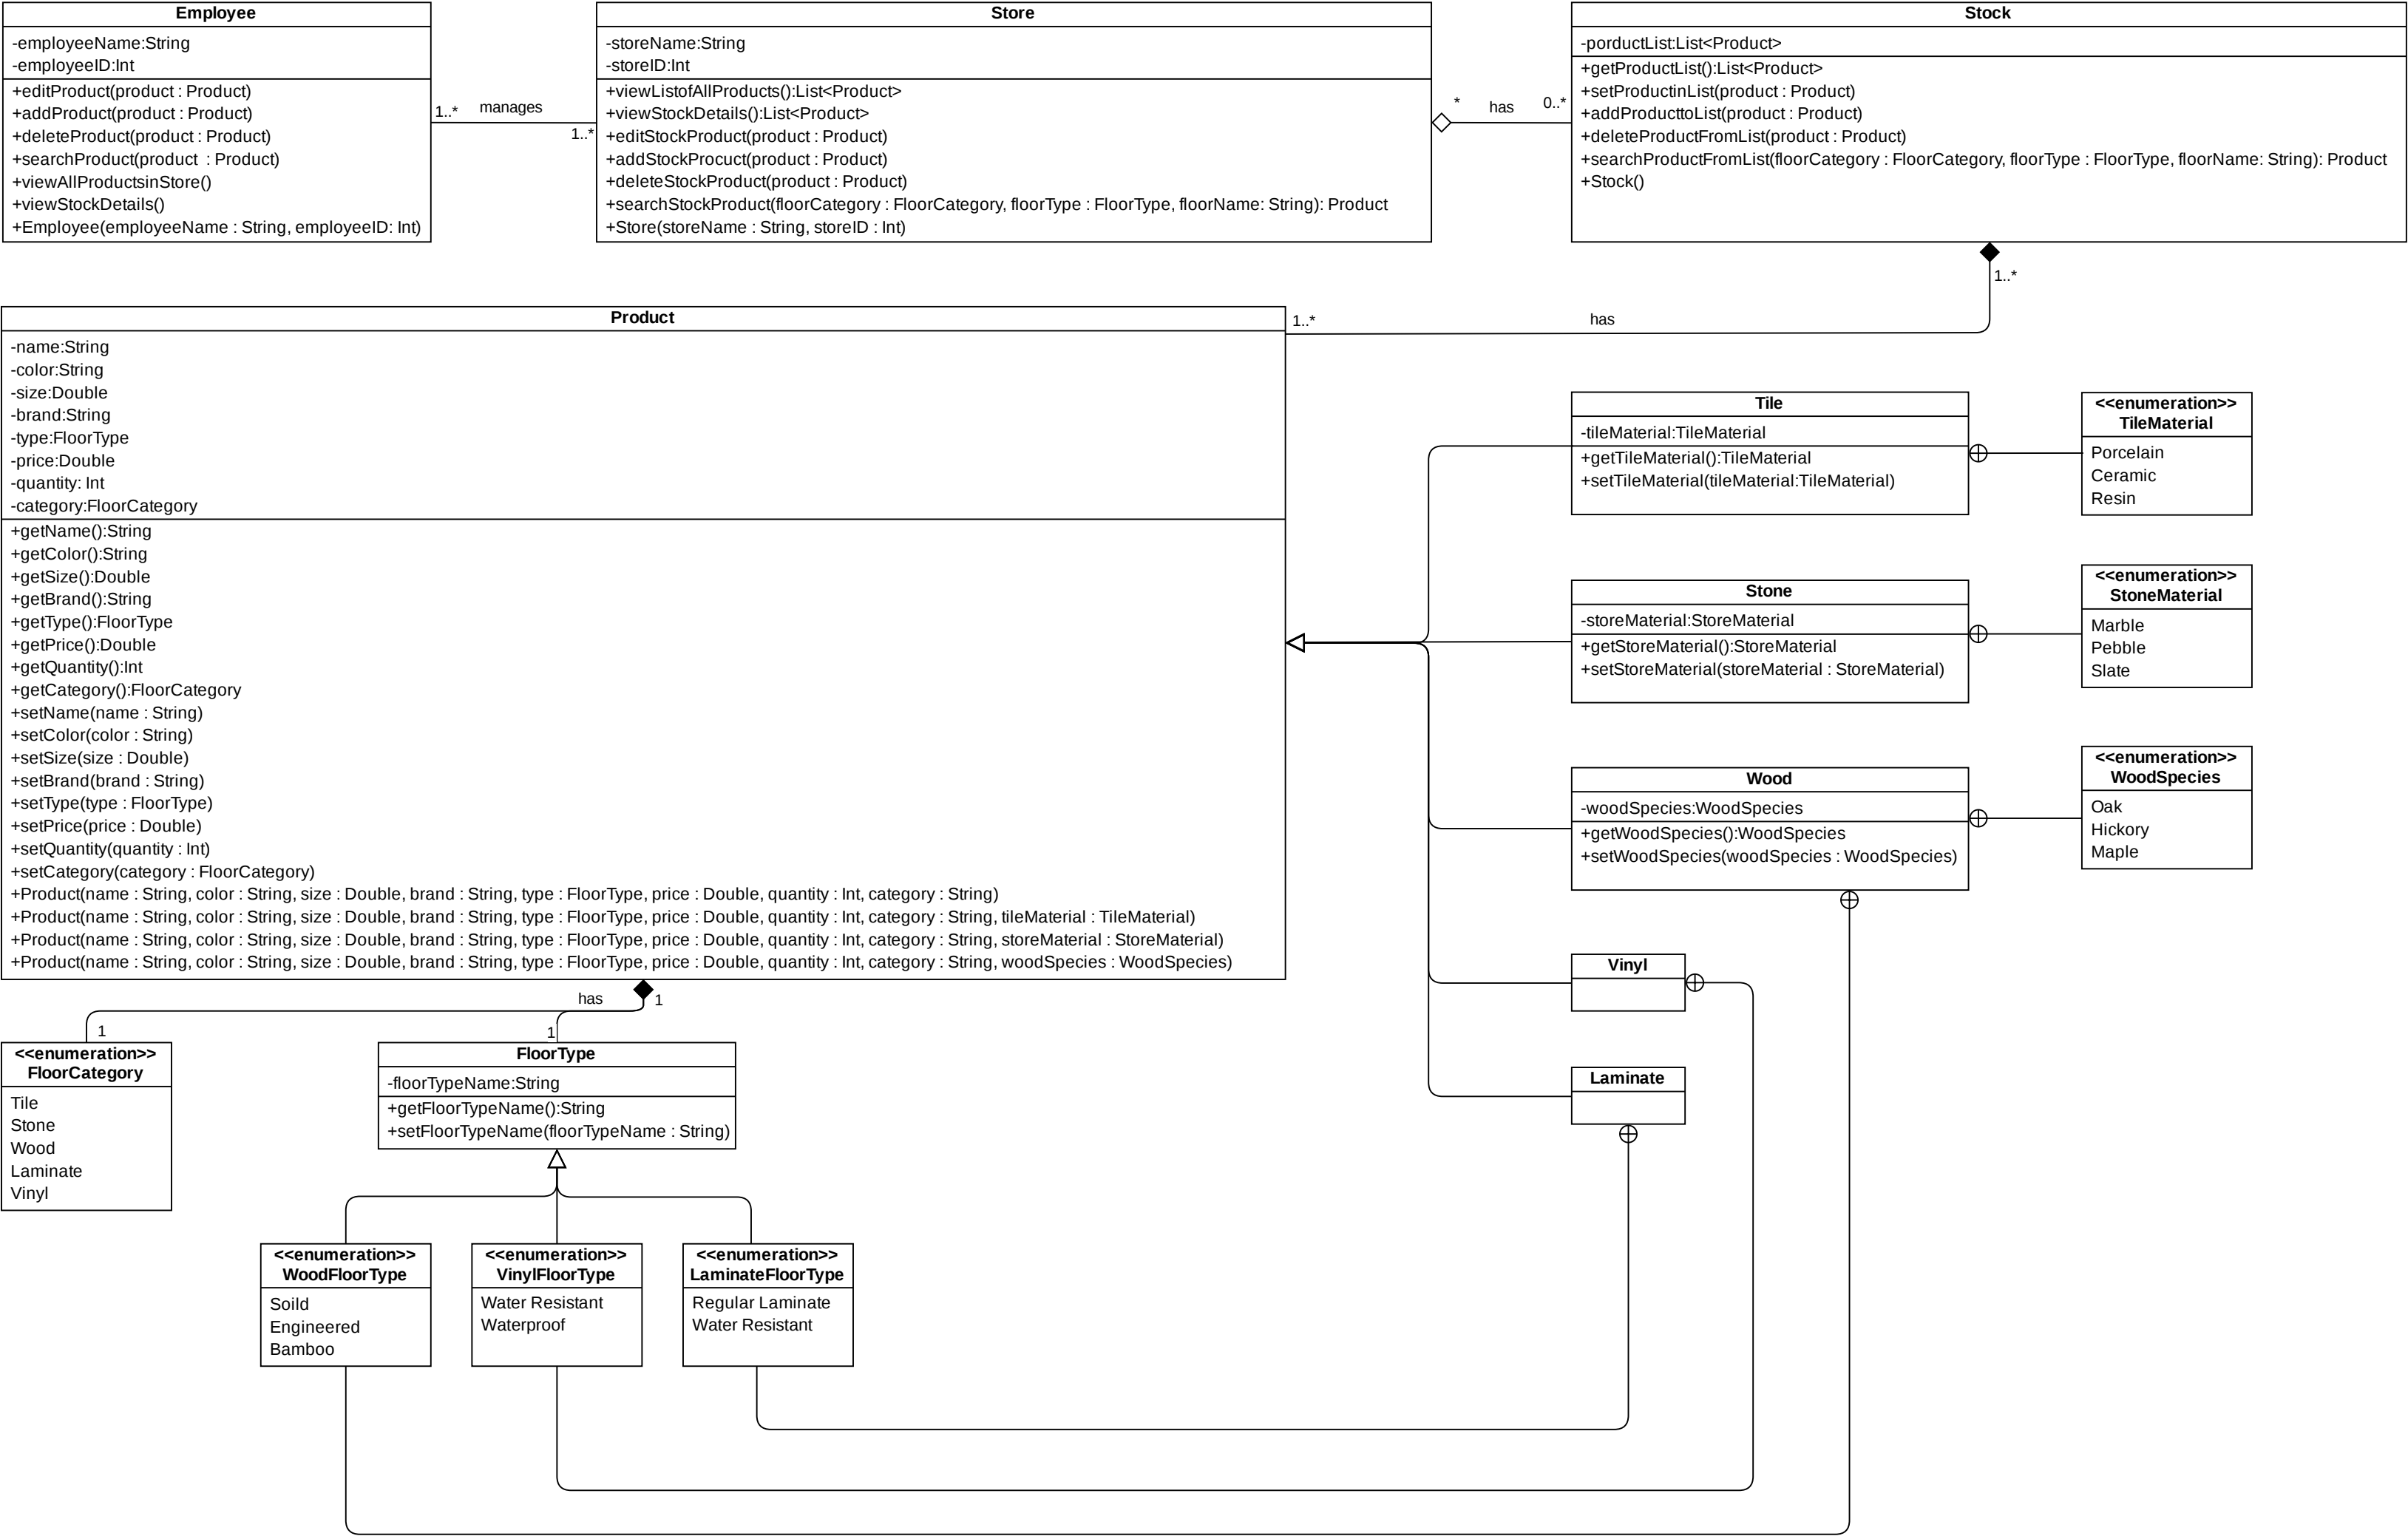 Employee
-employeeName:String
-employeeID:Int
+editProduct(product : Product)
+addProduct(product : Product)
+deleteProduct(product : Product)
+searchProduct(product  : Product)
+viewAllProductsinStore()
+viewStockDetails()
+Employee(employeeName : String, employeeID: Int)
1..*
manages
1..*
Store
-storeName:String
-storeID:Int
+viewListofAllProducts():List<Product>
+viewStockDetails():List<Product>
+editStockProduct(product : Product)
+addStockProcuct(product : Product)
+deleteStockProduct(product : Product)
+searchStockProduct(floorCategory : FloorCategory, floorType : FloorType, floorName: String): Product
+Store(storeName : String, storeID : Int)
*
has
0..*
Stock
-porductList:List<Product>
+getProductList():List<Product>
+setProductinList(product : Product)
+addProducttoList(product : Product)
+deleteProductFromList(product : Product)
+searchProductFromList(floorCategory : FloorCategory, floorType : FloorType, floorName: String): Product
+Stock()
1..*
has
1..*
Product
-name:String
-color:String
-size:Double
-brand:String
-type:FloorType
-price:Double
-quantity: Int
-category:FloorCategory
+getName():String
+getColor():String
+getSize():Double
+getBrand():String
+getType():FloorType
+getPrice():Double
+getQuantity():Int
+getCategory():FloorCategory
+setName(name : String)
+setColor(color : String)
+setSize(size : Double)
+setBrand(brand : String)
+setType(type : FloorType)
+setPrice(price : Double)
+setQuantity(quantity : Int)
+setCategory(category : FloorCategory)
+Product(name : String, color : String, size : Double, brand : String, type : FloorType, price : Double, quantity : Int, category : String)
+Product(name : String, color : String, size : Double, brand : String, type : FloorType, price : Double, quantity : Int, category : String, tileMaterial : TileMaterial)
+Product(name : String, color : String, size : Double, brand : String, type : FloorType, price : Double, quantity : Int, category : String, storeMaterial : StoreMaterial)
+Product(name : String, color : String, size : Double, brand : String, type : FloorType, price : Double, quantity : Int, category : String, woodSpecies : WoodSpecies)
Tile
-tileMaterial:TileMaterial
+getTileMaterial():TileMaterial
+setTileMaterial(tileMaterial:TileMaterial)
<<enumeration>>
TileMaterial
Porcelain
Ceramic
Resin
Stone
-storeMaterial:StoreMaterial
+getStoreMaterial():StoreMaterial
+setStoreMaterial(storeMaterial : StoreMaterial)
<<enumeration>>
StoneMaterial
Marble
Pebble
Slate
Wood
-woodSpecies:WoodSpecies
+getWoodSpecies():WoodSpecies
+setWoodSpecies(woodSpecies : WoodSpecies)
<<enumeration>>
WoodSpecies
Oak
Hickory
Maple
Vinyl
Laminate
has
1
1
1
<<enumeration>>
FloorCategory
Tile
Stone
Wood
Laminate
Vinyl
FloorType
-floorTypeName:String
+getFloorTypeName():String
+setFloorTypeName(floorTypeName : String)
<<enumeration>>
WoodFloorType
Soild
Engineered
Bamboo
<<enumeration>>
VinylFloorType
Water Resistant
Waterproof
<<enumeration>>
LaminateFloorType
Regular Laminate
Water Resistant